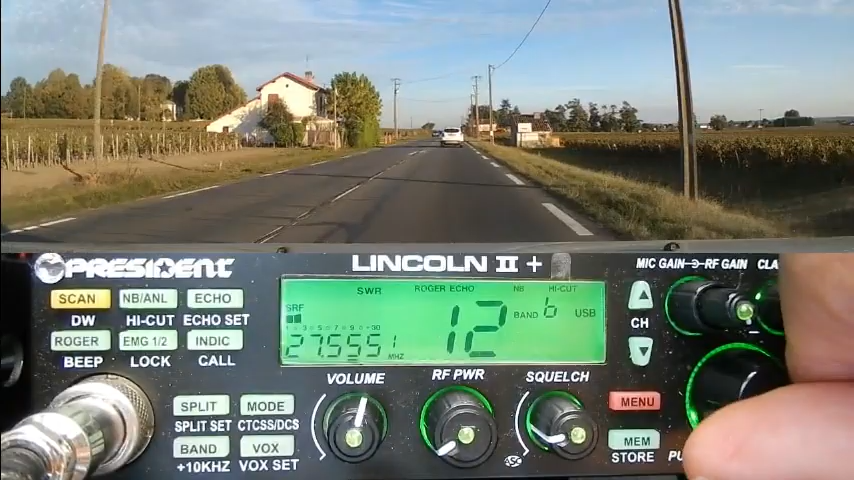 PRESIDENT
LINCOLN II +
MIC GAIN RF GAIN
SCAN NB/ANL ECHO
DW HI-CUT ECHO SET
ROGER EMG 1/2 INDIV
BEEP LOCK CALL
SWR ROGER ECHO NB HI-CUT
SRF
12 BAND b USB
27.555 MHZ
CH
VOLUME RF PWR SQUELCH
SPLIT MODE
SPLIT SET CTCSS/DCS
BAND VOX
+10KHZ VOX SET
ASC
MENU
MEM
STORE